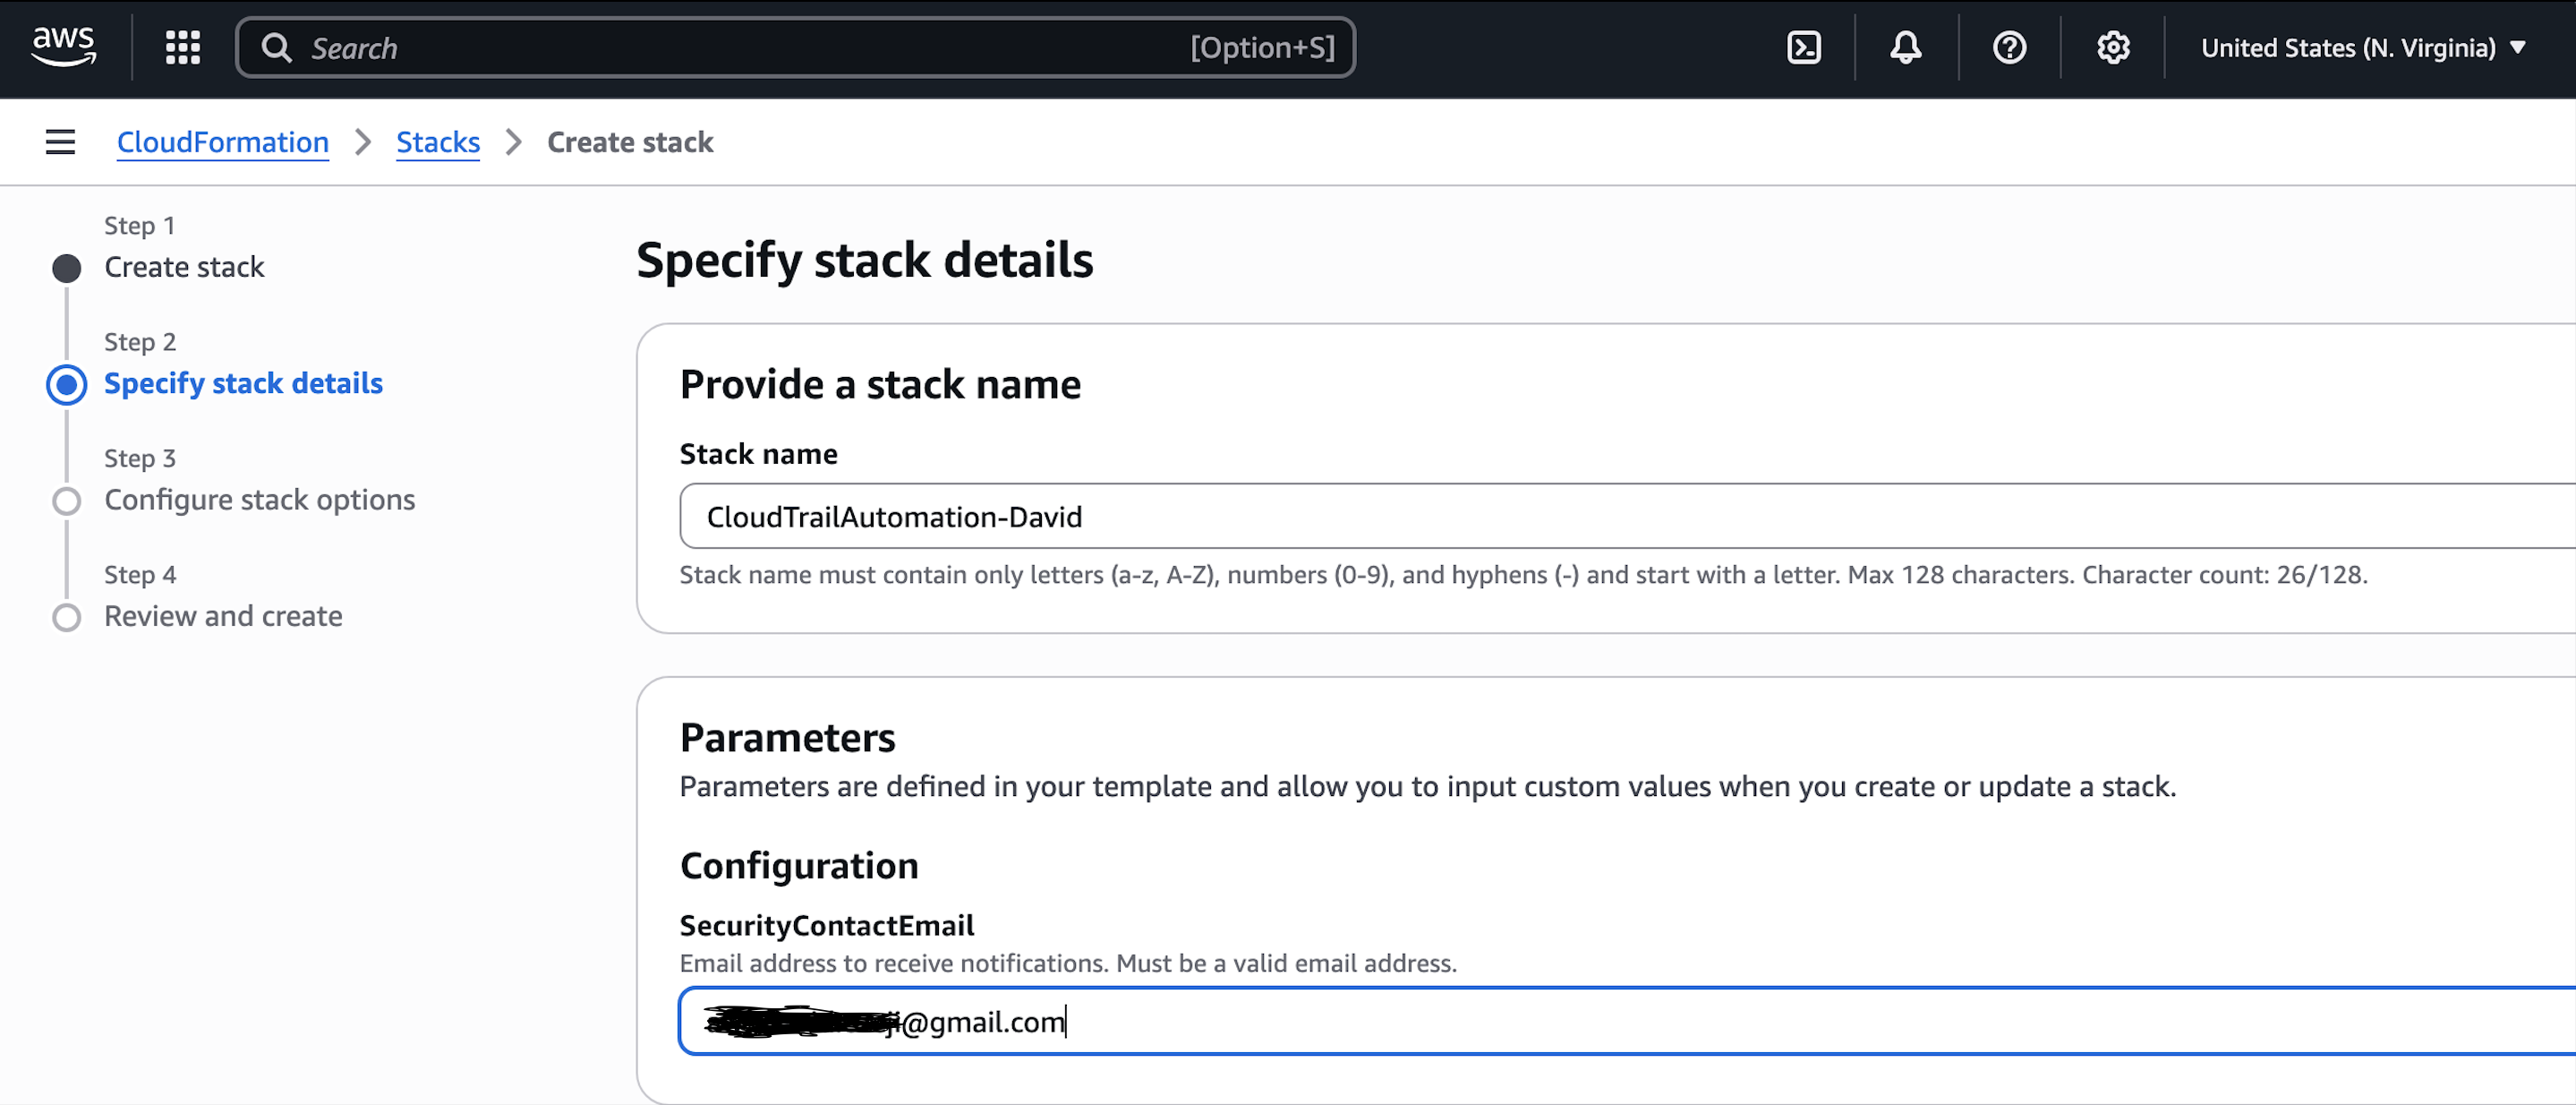 aws
Search [Option+S] United States (N. Virginia)
CloudFormation Stacks Create stack
Step 1
Create stack
Step 2
Specify stack details
Step 3
Configure stack options
Step 4
Review and create
Specify stack details
Provide a stack name
Stack name
CloudTrailAutomation-David
Stack name must contain only letters (a-z, A-Z), numbers (0-9), and hyphens (-) and start with a letter. Max 128 characters. Character count: 26/128.
Parameters
Parameters are defined in your template and allow you to input custom values when you create or update a stack.
Configuration
SecurityContactEmail
Email address to receive notifications. Must be a valid email address.
@gmail.com